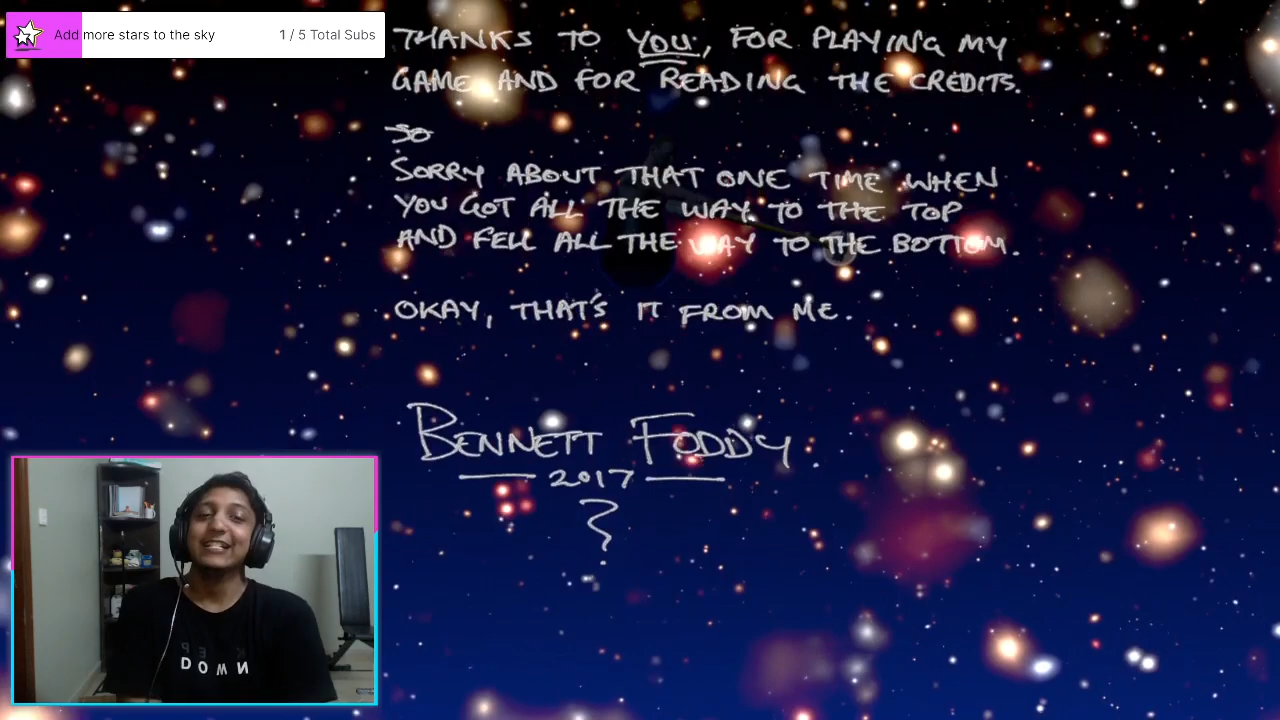 Add more stars to the sky
1 / 5 Total Subs
THANKS TO YOU, FOR PLAYING MY
GAME AND FOR READING THE CREDITS.
SO
SORRY ABOUT THAT ONE TIME WHEN
YOU GOT ALL THE WAY TO THE TOP
AND FELL ALL THE WAY TO THE BOTTOM.
OKAY, THAT'S IT FROM ME.
BENNETT FODDY
2017
?
DOWN